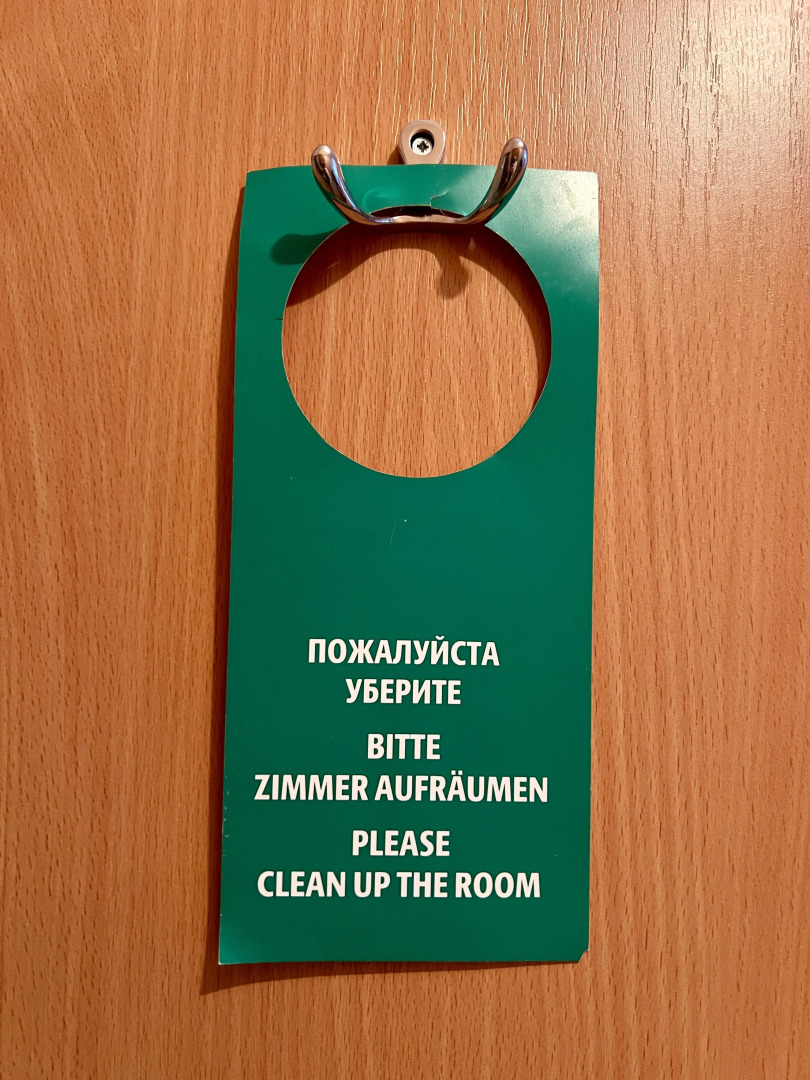 ПОЖАЛУЙСТА
УБЕРИТЕ
BITTE
ZIMMER AUFRÄUMEN
PLEASE
CLEAN UP THE ROOM